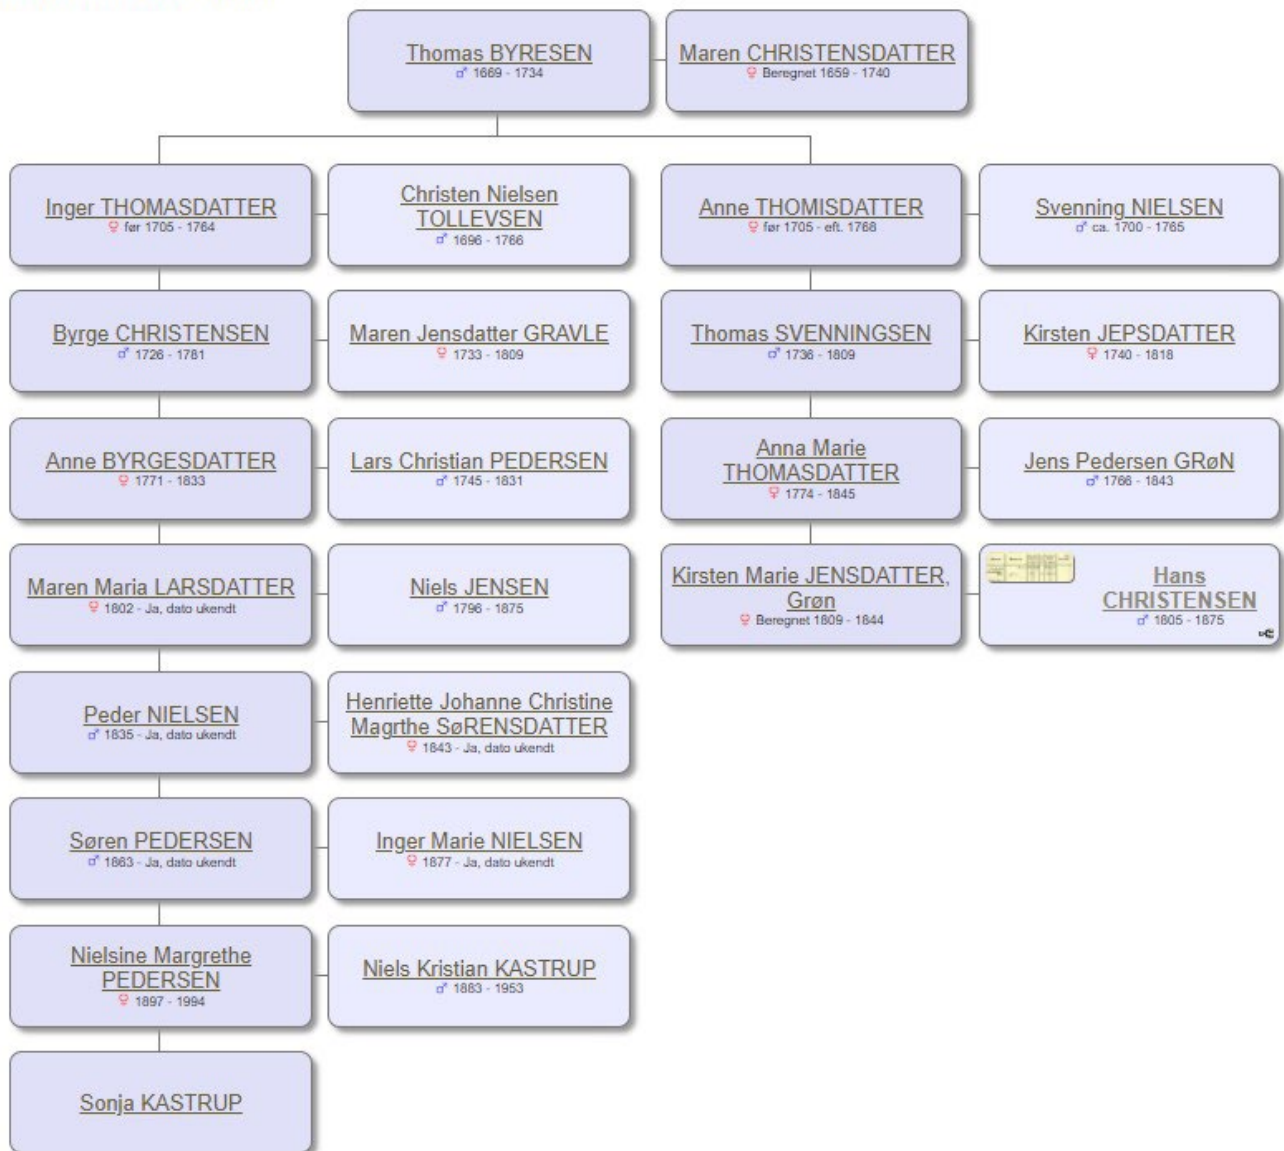 Thomas BYRESEN
♂ 1669 - 1734
Maren CHRISTENSDATTER
♀ Beregnet 1659 - 1740
Inger THOMASDATTER
♀ før 1705 - 1764
Christen Nielsen
TOLLEVSEN
♂ 1696 - 1766
Anne THOMISDATTER
♀ før 1705 - eft. 1768
Svenning NIELSEN
♂ ca. 1700 - 1765
Byrge CHRISTENSEN
♂ 1726 - 1781
Maren Jensdatter GRAVLE
♀ 1733 - 1809
Thomas SVENNINGSEN
♂ 1736 - 1809
Kirsten JEPSDATTER
♀ 1740 - 1818
Anne BYRGESDATTER
♀ 1771 - 1833
Lars Christian PEDERSEN
♂ 1745 - 1831
Anna Marie
THOMASDATTER
♀ 1774 - 1845
Jens Pedersen GRøN
♂ 1766 - 1843
Maren Maria LARSDATTER
♀ 1802 - Ja, dato ukendt
Niels JENSEN
♂ 1796 - 1875
Kirsten Marie JENSDATTER,
Grøn
♀ Beregnet 1809 - 1844
Hans
CHRISTENSEN
♂ 1805 - 1875
Peder NIELSEN
♂ 1835 - Ja, dato ukendt
Henriette Johanne Christine
Magrthe SøRENSDATTER
♀ 1843 - Ja, dato ukendt
Søren PEDERSEN
♂ 1863 - Ja, dato ukendt
Inger Marie NIELSEN
♀ 1877 - Ja, dato ukendt
Nielsine Margrethe
PEDERSEN
♀ 1897 - 1994
Niels Kristian KASTRUP
♂ 1883 - 1953
Sonja KASTRUP